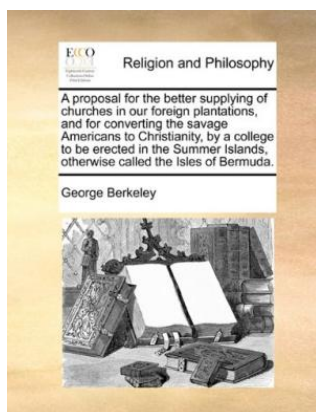 ECCO
Religion and Philosophy
A proposal for the better supplying of
churches in our foreign plantations,
and for converting the savage
Americans to Christianity, by a college
to be erected in the Summer Islands,
otherwise called the Isles of Bermuda.
George Berkeley